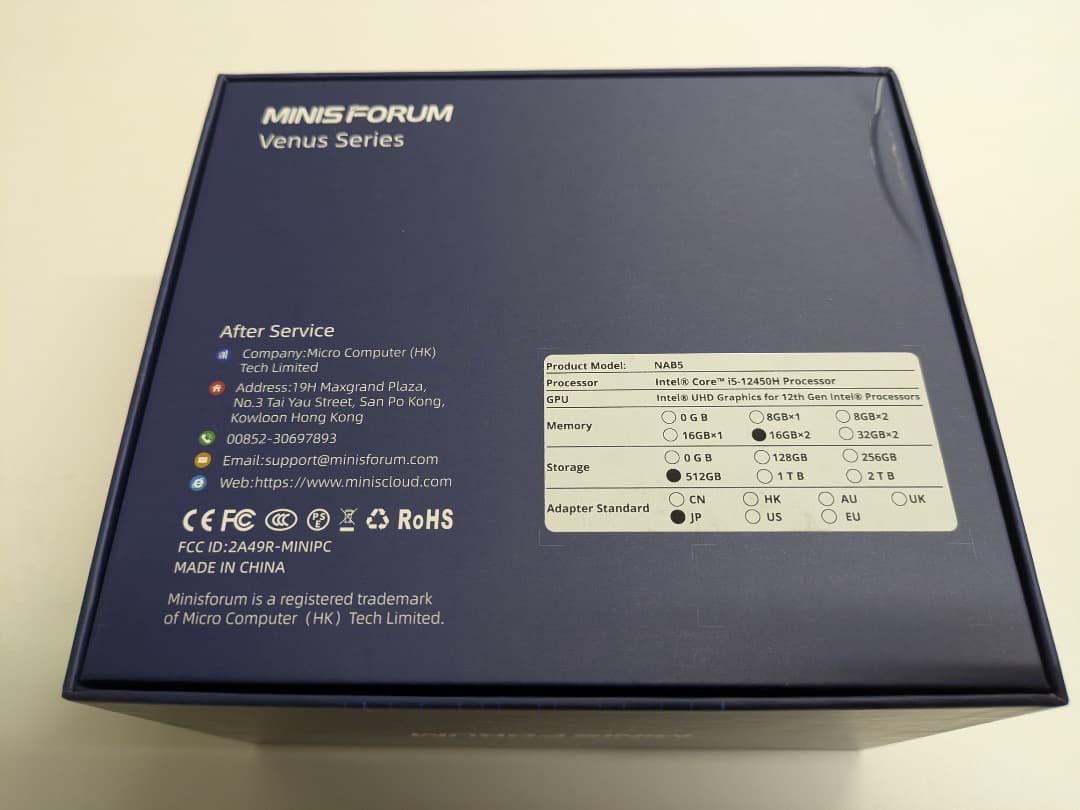 MINISFORUM
Venus Series
After Service
Company:Micro Computer (HK)
Tech Limited
Address:19H Maxgrand Plaza,
No.3 Tai Yau Street, San Po Kong,
Kowloon Hong Kong
00852-30697893
Email:support@minisforum.com
Web:https://www.miniscloud.com
CE FC CCC PSE RoHS
FCC ID:2A49R-MINIPC
MADE IN CHINA
Minisforum is a registered trademark
of Micro Computer (HK) Tech Limited.
Product Model: NAB5
Processor Intel® Core™ i5-12450H Processor
GPU Intel® UHD Graphics for 12th Gen Intel® Processors
Memory
0 G B 8GB×1 8GB×2
16GB×1 16GB×2 32GB×2
Storage
0 G B 128GB 256GB
512GB 1 T B 2 T B
Adapter Standard
CN HK AU UK
JP US EU